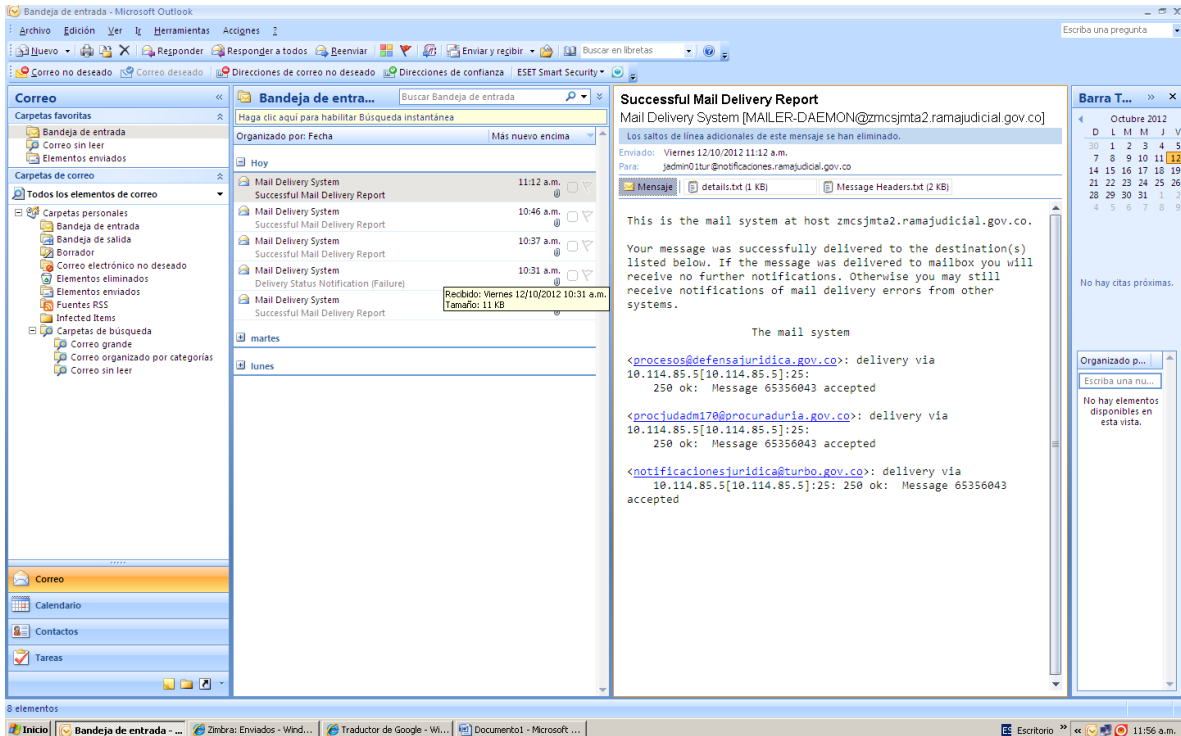 Bandeja de entrada - Microsoft Outlook
Archivo Edición Ver Ir Herramientas Acciones ?
Escriba una pregunta
Nuevo Responder Responder a todos Reenviar Enviar y recibir Buscar en libretas
Correo no deseado Correo deseado Direcciones de correo no deseado Direcciones de confianza ESET Smart Security
Correo «
Carpetas favoritas
Bandeja de entrada
Correo sin leer
Elementos enviados
Carpetas de correo
Todos los elementos de correo
Carpetas personales
Bandeja de entrada
Bandeja de salida
Borrador
Correo electrónico no deseado
Elementos eliminados
Elementos enviados
Fuentes RSS
Infected Items
Carpetas de búsqueda
Correo grande
Correo organizado por categorías
Correo sin leer
Correo
Calendario
Contactos
Tareas
Bandeja de entra... Buscar Bandeja de entrada
Haga clic aquí para habilitar Búsqueda instantánea
Organizado por: Fecha Más nuevo encima
Hoy
Mail Delivery System 11:12 a.m.
Successful Mail Delivery Report
Mail Delivery System 10:46 a.m.
Successful Mail Delivery Report
Mail Delivery System 10:37 a.m.
Successful Mail Delivery Report
Mail Delivery System 10:31 a.m.
Delivery Status Notification (Failure)
Recibido: Viernes 12/10/2012 10:31 a.m.
Tamaño: 11 KB
Mail Delivery System
Successful Mail Delivery Report
martes
lunes
Successful Mail Delivery Report
Mail Delivery System [MAILER-DAEMON@zmcsjmta2.ramajudicial.gov.co]
Los saltos de línea adicionales de este mensaje se han eliminado.
Enviado: Viernes 12/10/2012 11:12 a.m.
Para: jadmin01tur@notificaciones.ramajudicial.gov.co
Mensaje details.txt (1 KB) Message Headers.txt (2 KB)
This is the mail system at host zmcsjmta2.ramajudicial.gov.co.
Your message was successfully delivered to the destination(s)
listed below. If the message was delivered to mailbox you will
receive no further notifications. Otherwise you may still
receive notifications of mail delivery errors from other
systems.
The mail system
<procesos@defensajuridica.gov.co>: delivery via
10.114.85.5[10.114.85.5]:25:
250 ok: Message 65356043 accepted
<procjudadm170@procuraduria.gov.co>: delivery via
10.114.85.5[10.114.85.5]:25:
250 ok: Message 65356043 accepted
<notificacionesjuridica@turbo.gov.co>: delivery via
10.114.85.5[10.114.85.5]:25: 250 ok: Message 65356043
accepted
Barra T... » ×
Octubre 2012
D L M M J V
30 1 2 3 4 5
7 8 9 10 11 12
14 15 16 17 18 19
21 22 23 24 25 26
28 29 30 31 1 2
4 5 6 7 8 9
No hay citas próximas.
Organizado p...
Escriba una nu...
No hay elementos
disponibles en
esta vista.
8 elementos
Inicio Bandeja de entrada - ... Zimbra: Enviados - Wind... Traductor de Google - Wi... Documento1 - Microsoft ... ES Escritorio » « 11:56 a.m.